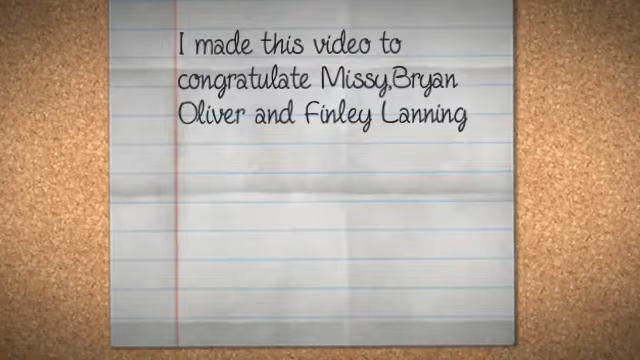 I made this video to
congratulate Missy,Bryan
Oliver and Finley Lanning